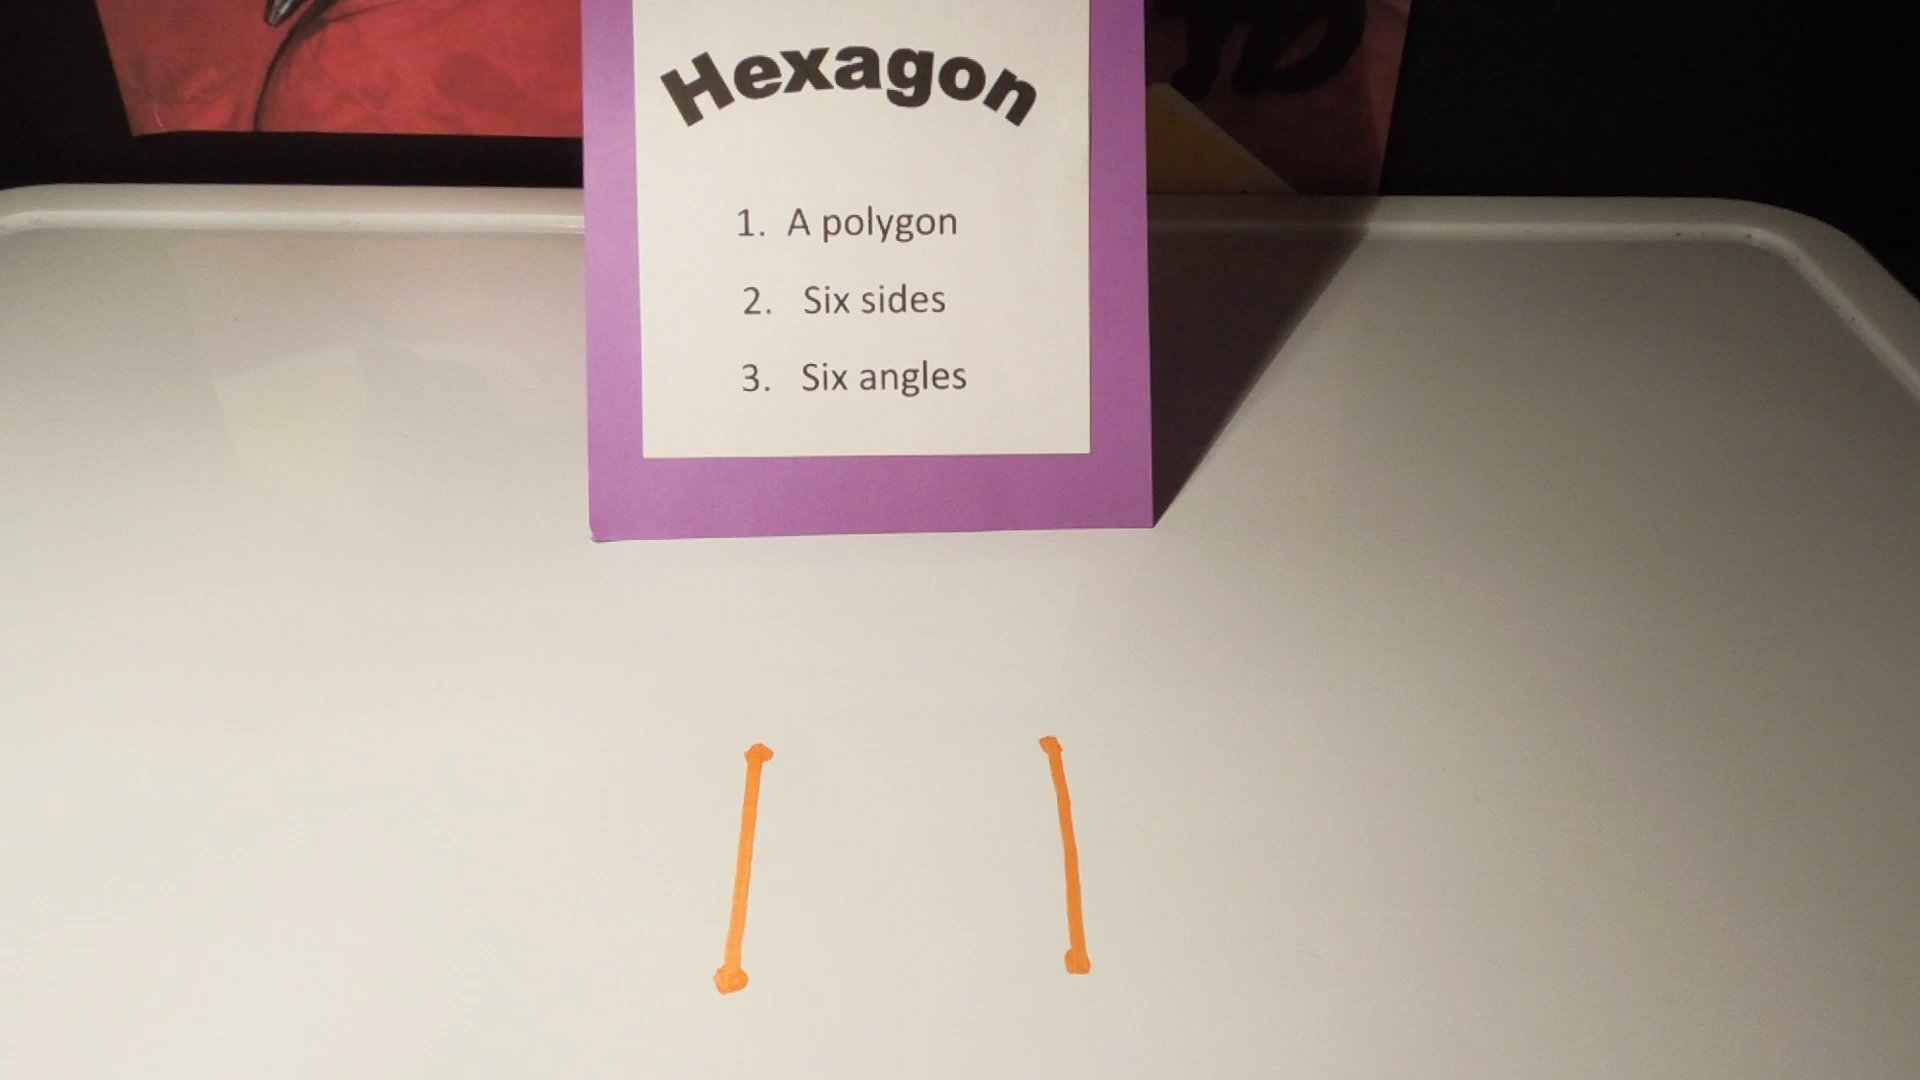 Hexagon
1. A polygon
2. Six sides
3. Six angles